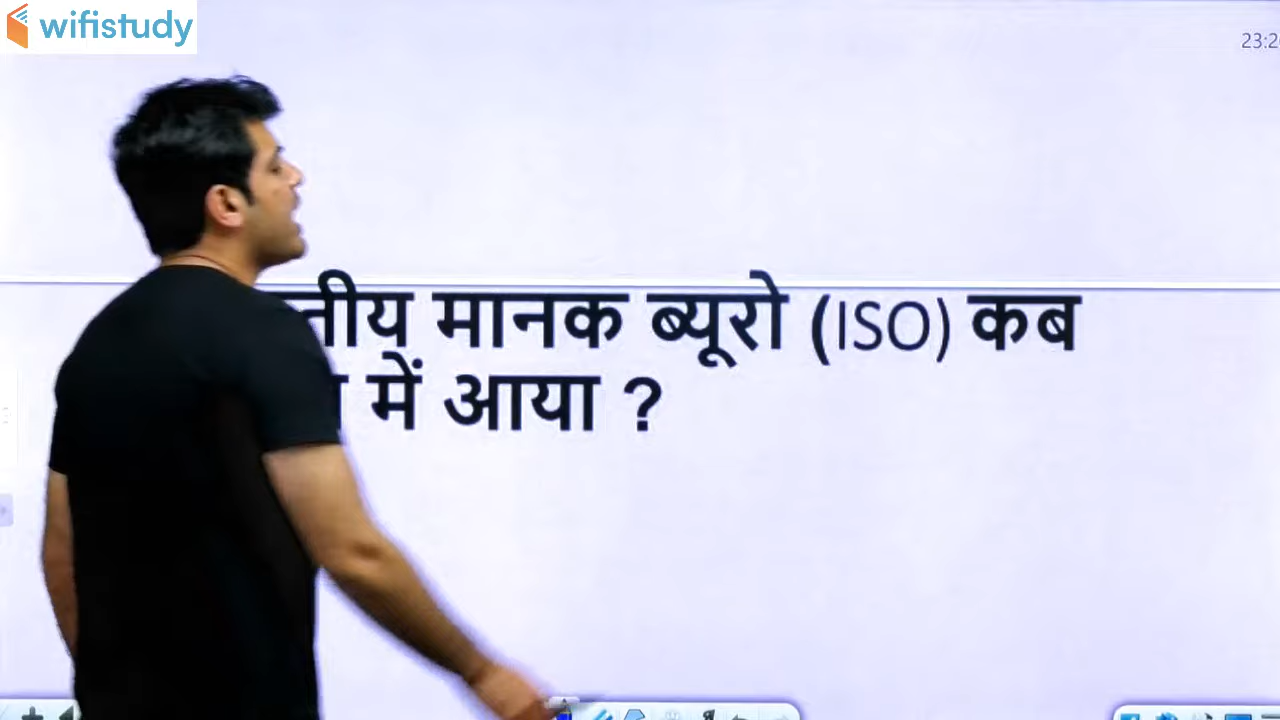 wifistudy
23:2
मानक ब्यूरो (ISO) कब
में आया ?